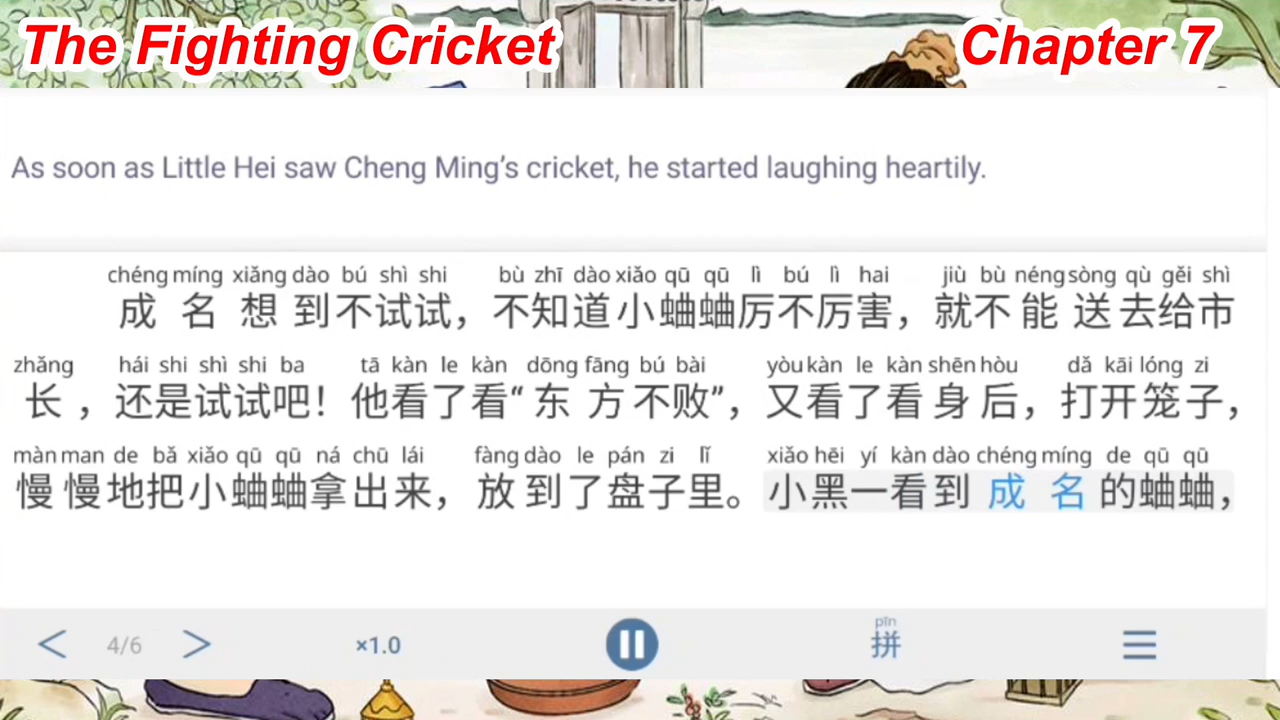 The Fighting Cricket
Chapter 7
As soon as Little Hei saw Cheng Ming’s cricket, he started laughing heartily.
chéng míng xiǎng dào bú shì shi bù zhī dào xiǎo qū qū lì bú lì hai jiù bù néng sòng qù gěi shì
成名想到不试试，不知道小蛐蛐厉不厉害，就不能送去给市
zhǎng hái shi shì shi ba tā kàn le kàn dōng fāng bú bài yòu kàn le kàn shēn hòu dǎ kāi lóng zi
长，还是试试吧！他看了看“东方不败”，又看了看身后，打开笼子，
màn man de bǎ xiǎo qū qū ná chū lái fàng dào le pán zi lǐ xiǎo hēi yí kàn dào chéng míng de qū qū
慢慢地把小蛐蛐拿出来，放到了盘子里。小黑一看到成名的蛐蛐，
< 4/6 > ×1.0
pīn
拼